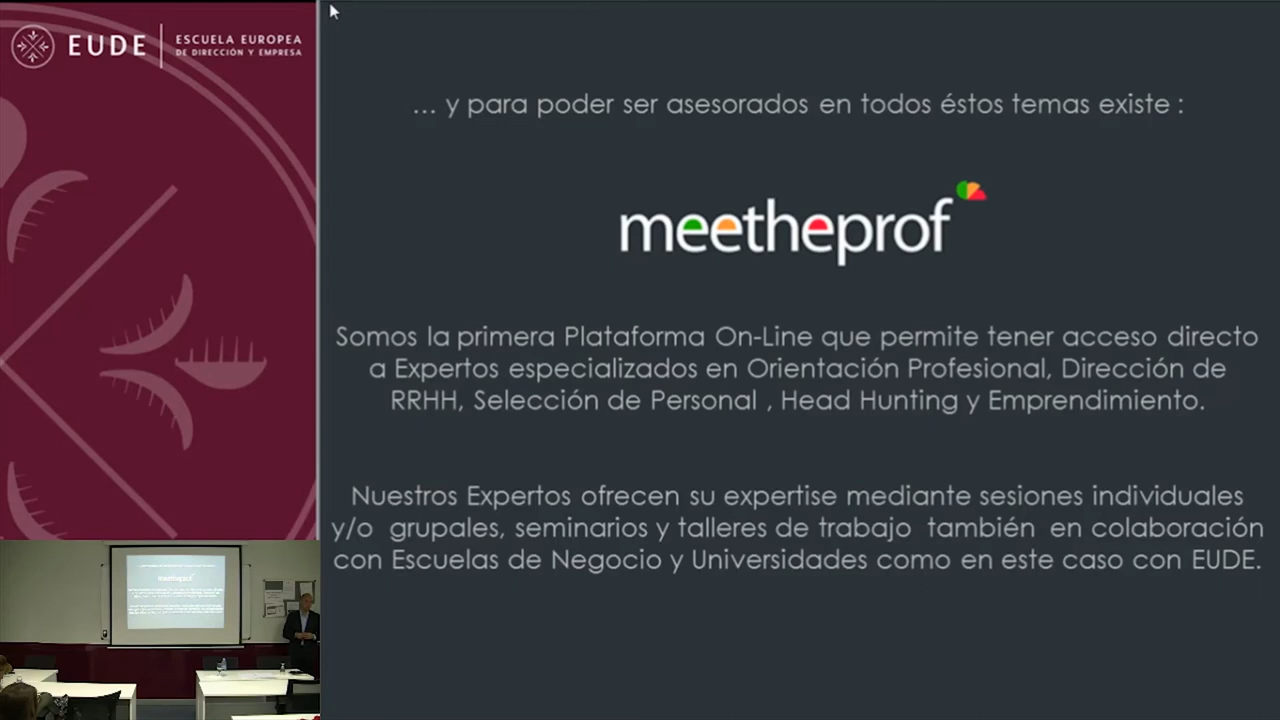 EUDE
ESCUELA EUROPEA
DE DIRECCIÓN Y EMPRESA
... y para poder ser asesorados en todos éstos temas existe :
meetheprof
Somos la primera Plataforma On-Line que permite tener acceso directo
a Expertos especializados en Orientación Profesional, Dirección de
RRHH, Selección de Personal , Head Hunting y Emprendimiento.
Nuestros Expertos ofrecen su expertise mediante sesiones individuales
y/o grupales, seminarios y talleres de trabajo también en colaboración
con Escuelas de Negocio y Universidades como en este caso con EUDE.
meetheprof